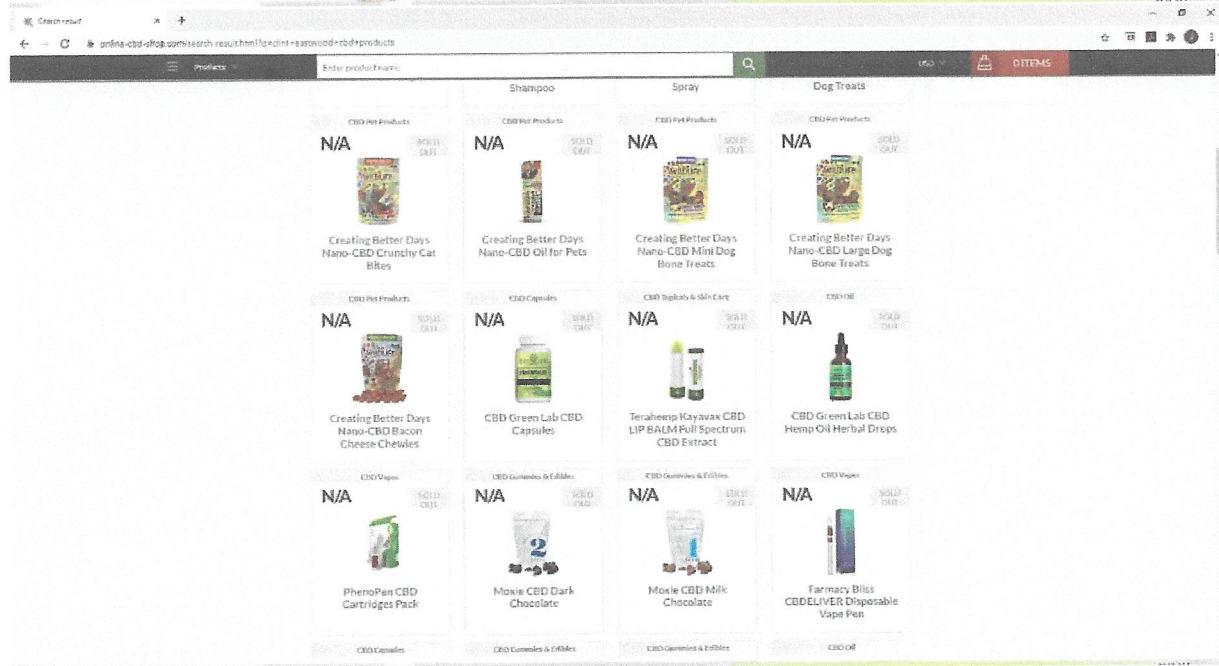 Search result
online-cbd-shop.com/search-result.html?q=clint+eastwood+cbd+products
Products
Enter product name
USD
0 ITEMS
Shampoo
Spray
Dog Treats
CBD Pet Products
CBD Pet Products
CBD Pet Products
CBD Pet Products
N/A
SOLD OUT
N/A
SOLD OUT
N/A
SOLD OUT
N/A
SOLD OUT
Creating Better Days
Nano-CBD Crunchy Cat
Bites
Creating Better Days
Nano-CBD Oil for Pets
Creating Better Days
Nano-CBD Mini Dog
Bone Treats
Creating Better Days
Nano-CBD Large Dog
Bone Treats
CBD Pet Products
CBD Capsules
CBD Topicals & Skin Care
CBD Oil
N/A
SOLD OUT
N/A
SOLD OUT
N/A
SOLD OUT
N/A
SOLD OUT
Creating Better Days
Nano-CBD Bacon
Cheese Chewies
CBD Green Lab CBD
Capsules
Terahemp Kayavax CBD
LIP BALM Full Spectrum
CBD Extract
CBD Green Lab CBD
Hemp Oil Herbal Drops
CBD Vapes
CBD Gummies & Edibles
CBD Gummies & Edibles
CBD Vapes
N/A
SOLD OUT
N/A
SOLD OUT
2
N/A
SOLD OUT
1
N/A
SOLD OUT
PhenoPen CBD
Cartridges Pack
Moxie CBD Dark
Chocolate
Moxie CBD Milk
Chocolate
Farmacy Bliss
CBDELIVER Disposable
Vape Pen
CBD Capsules
CBD Gummies & Edibles
CBD Gummies & Edibles
CBD Oil